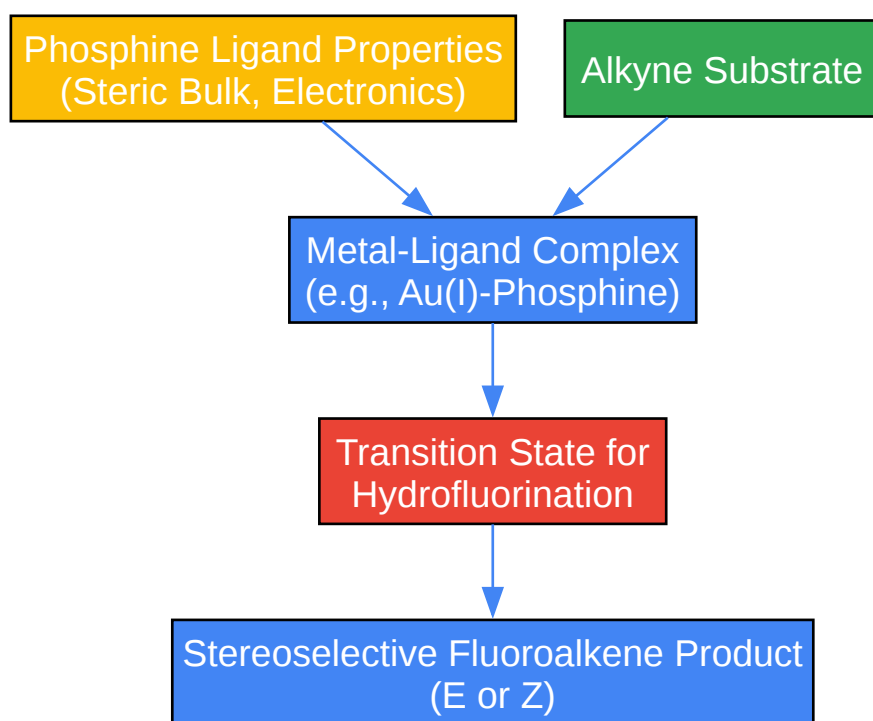 Phosphine Ligand Properties
(Steric Bulk, Electronics)
Alkyne Substrate
Metal-Ligand Complex
(e.g., Au(I)-Phosphine)
Transition State for
Hydrofluorination
Stereoselective Fluoroalkene Product
(E or Z)